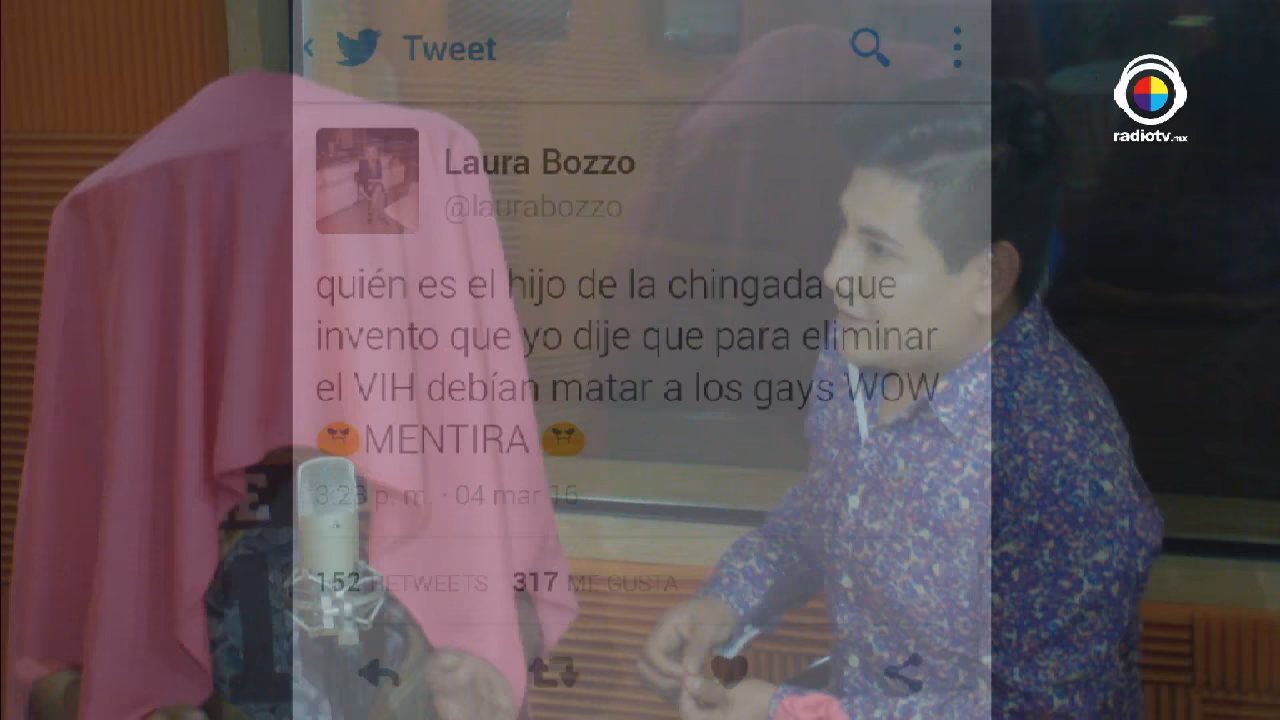 Tweet
radiotv.mx
Laura Bozzo
@laurabozzo
quién es el hijo de la chingada que
invento que yo dije que para eliminar
el VIH debían matar a los gays WOW
😡MENTIRA😡
8:23 p. m. · 04 mar 16
152 RETWEETS 317 ME GUSTA